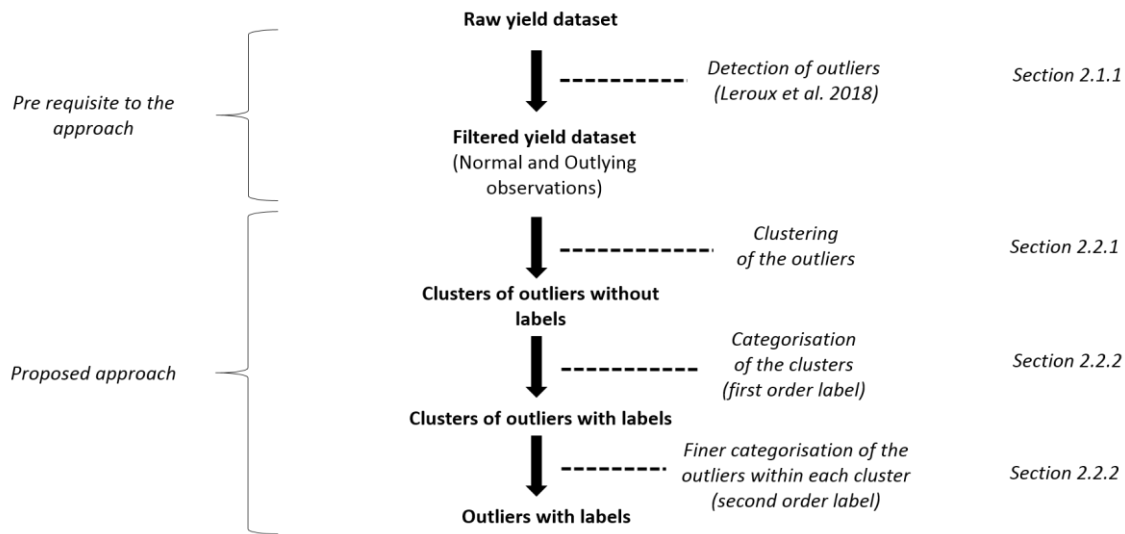 Raw yield dataset
Detection of outliers
(Leroux et al. 2018)
Section 2.1.1
Pre requisite to the
approach
Filtered yield dataset
(Normal and Outlying
observations)
Clustering
of the outliers
Section 2.2.1
Clusters of outliers without
labels
Categorisation
of the clusters
(first order label)
Section 2.2.2
Proposed approach
Clusters of outliers with labels
Finer categorisation of the
outliers within each cluster
(second order label)
Section 2.2.2
Outliers with labels